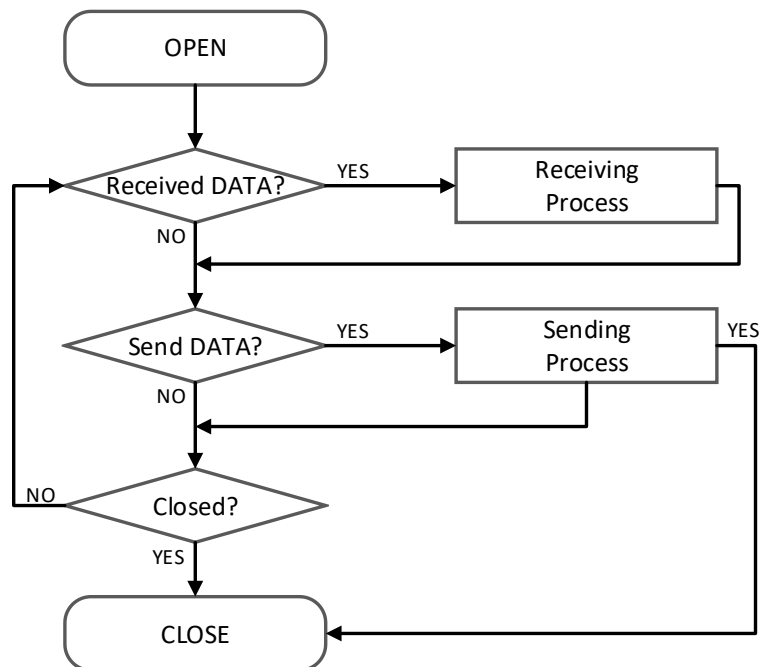 OPEN
Received DATA?
YES
Receiving
Process
NO
Send DATA?
YES
Sending
Process
YES
NO
Closed?
NO
YES
CLOSE